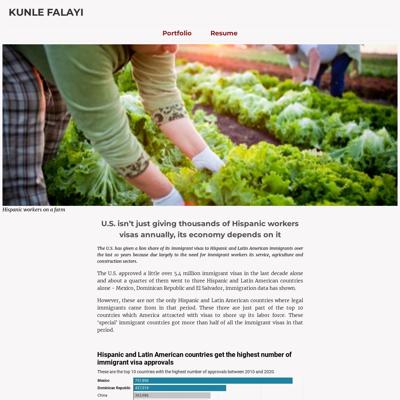 KUNLE FALAYI
Portfolio Resume
Hispanic workers on a farm
U.S. isn't just giving thousands of Hispanic workers
visas annually, its economy depends on it
The U.S. has given a lion share of its immigrant visas to Hispanic and Latin American immigrants over
the last 10 years because due largely to the need for immigrant workers its service, agriculture and
construction sectors.
The U.S. approved a little over 5.4 million immigrant visas in the last decade alone
and about a quarter of them went to three Hispanic and Latin American countries
alone – Mexico, Dominican Republic and El Salvador, immigration data has shown.
However, these are not the only Hispanic and Latin American countries where legal
immigrants came from in that period. These three are just part of the top 10
countries which America attracted with visas to shore up its labor force. These
'special' immigrant countries got more than half of all the immigrant visas in that
period.
Hispanic and Latin American countries get the highest number of
immigrant visa approvals
These are the top 10 countries with the highest number of approvals between 2010 and 2020.
Mexico
Dominican Republic
China